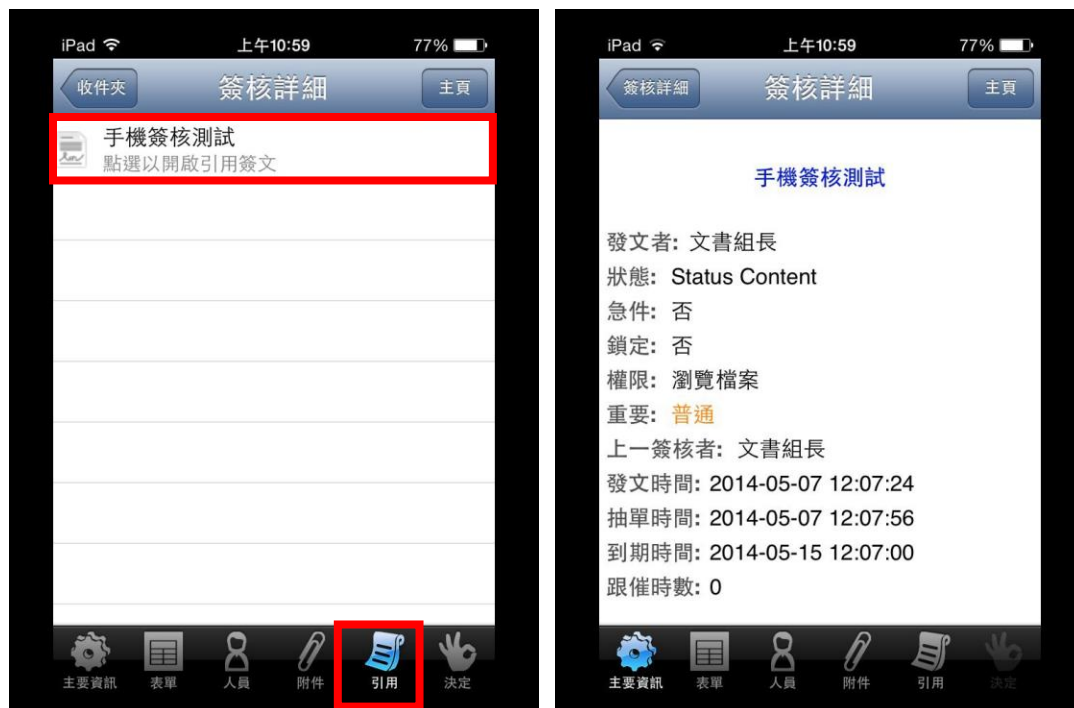 iPad 上午10:59 77%
收件夾 簽核詳細 主頁
手機簽核測試
點選以開啟引用簽文
主要資訊 表單 人員 附件 引用 決定
iPad 上午10:59 77%
簽核詳細 簽核詳細 主頁
手機簽核測試
發文者: 文書組長
狀態: Status Content
急件: 否
鎖定: 否
權限: 瀏覽檔案
重要: 普通
上一簽核者: 文書組長
發文時間: 2014-05-07 12:07:24
抽單時間: 2014-05-07 12:07:56
到期時間: 2014-05-15 12:07:00
跟催時數: 0
主要資訊 表單 人員 附件 引用 決定